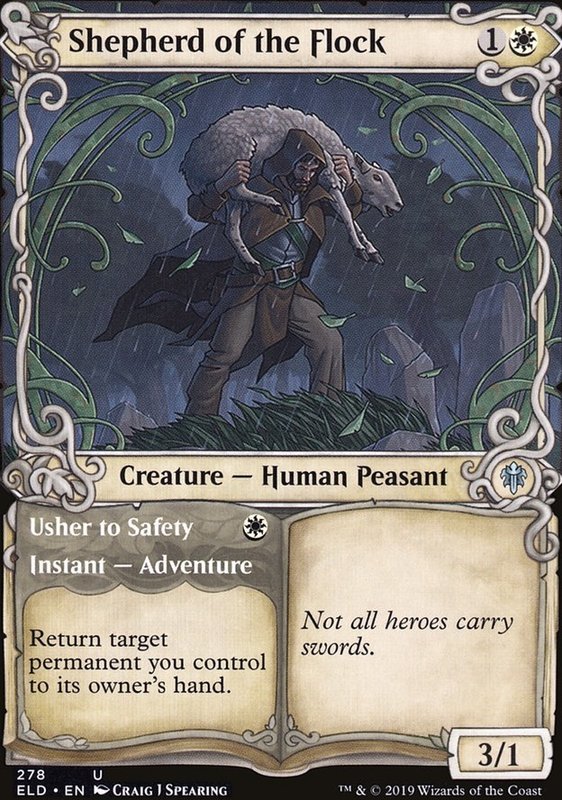 Shepherd of the Flock 1
Creature — Human Peasant
Usher to Safety
Instant — Adventure
Return target
permanent you control
to its owner's hand.
Not all heroes carry
swords.
3/1
278 U
ELD • EN Craig J Spearing
™ & © 2019 Wizards of the Coast